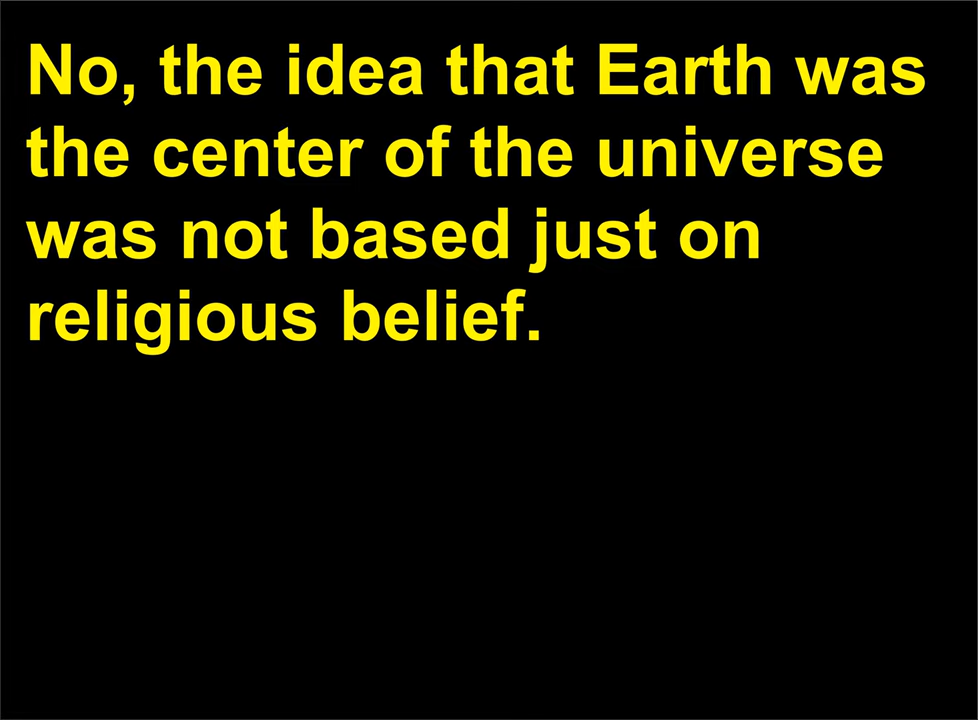 No, the idea that Earth was
the center of the universe
was not based just on
religious belief.